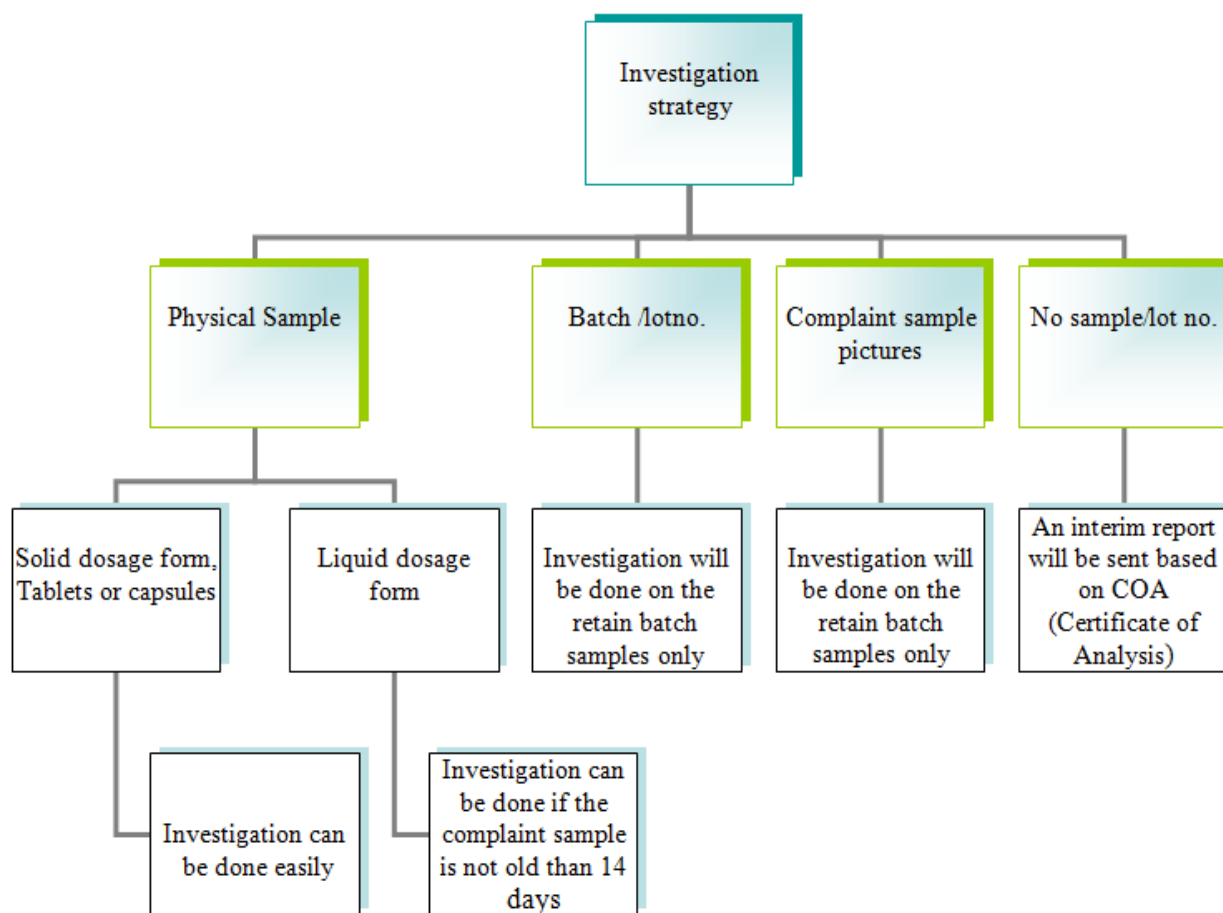 Investigation
strategy
Physical Sample
Batch /lotno.
Complaint sample
pictures
No sample/lot no.
Solid dosage form,
Tablets or capsules
Liquid dosage
form
Investigation will
be done on the
retain batch
samples only
Investigation will
be done on the
retain batch
samples only
An interim report
will be sent based
on COA
(Certificate of
Analysis)
Investigation can
be done easily
Investigation can
be done if the
complaint sample
is not old than 14
days